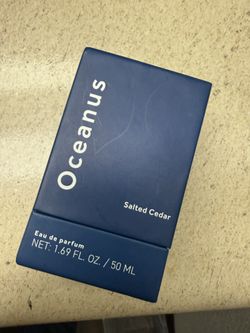 Oceanus
Salted Cedar
Eau de parfum
NET: 1.69 FL. OZ. / 50 ML